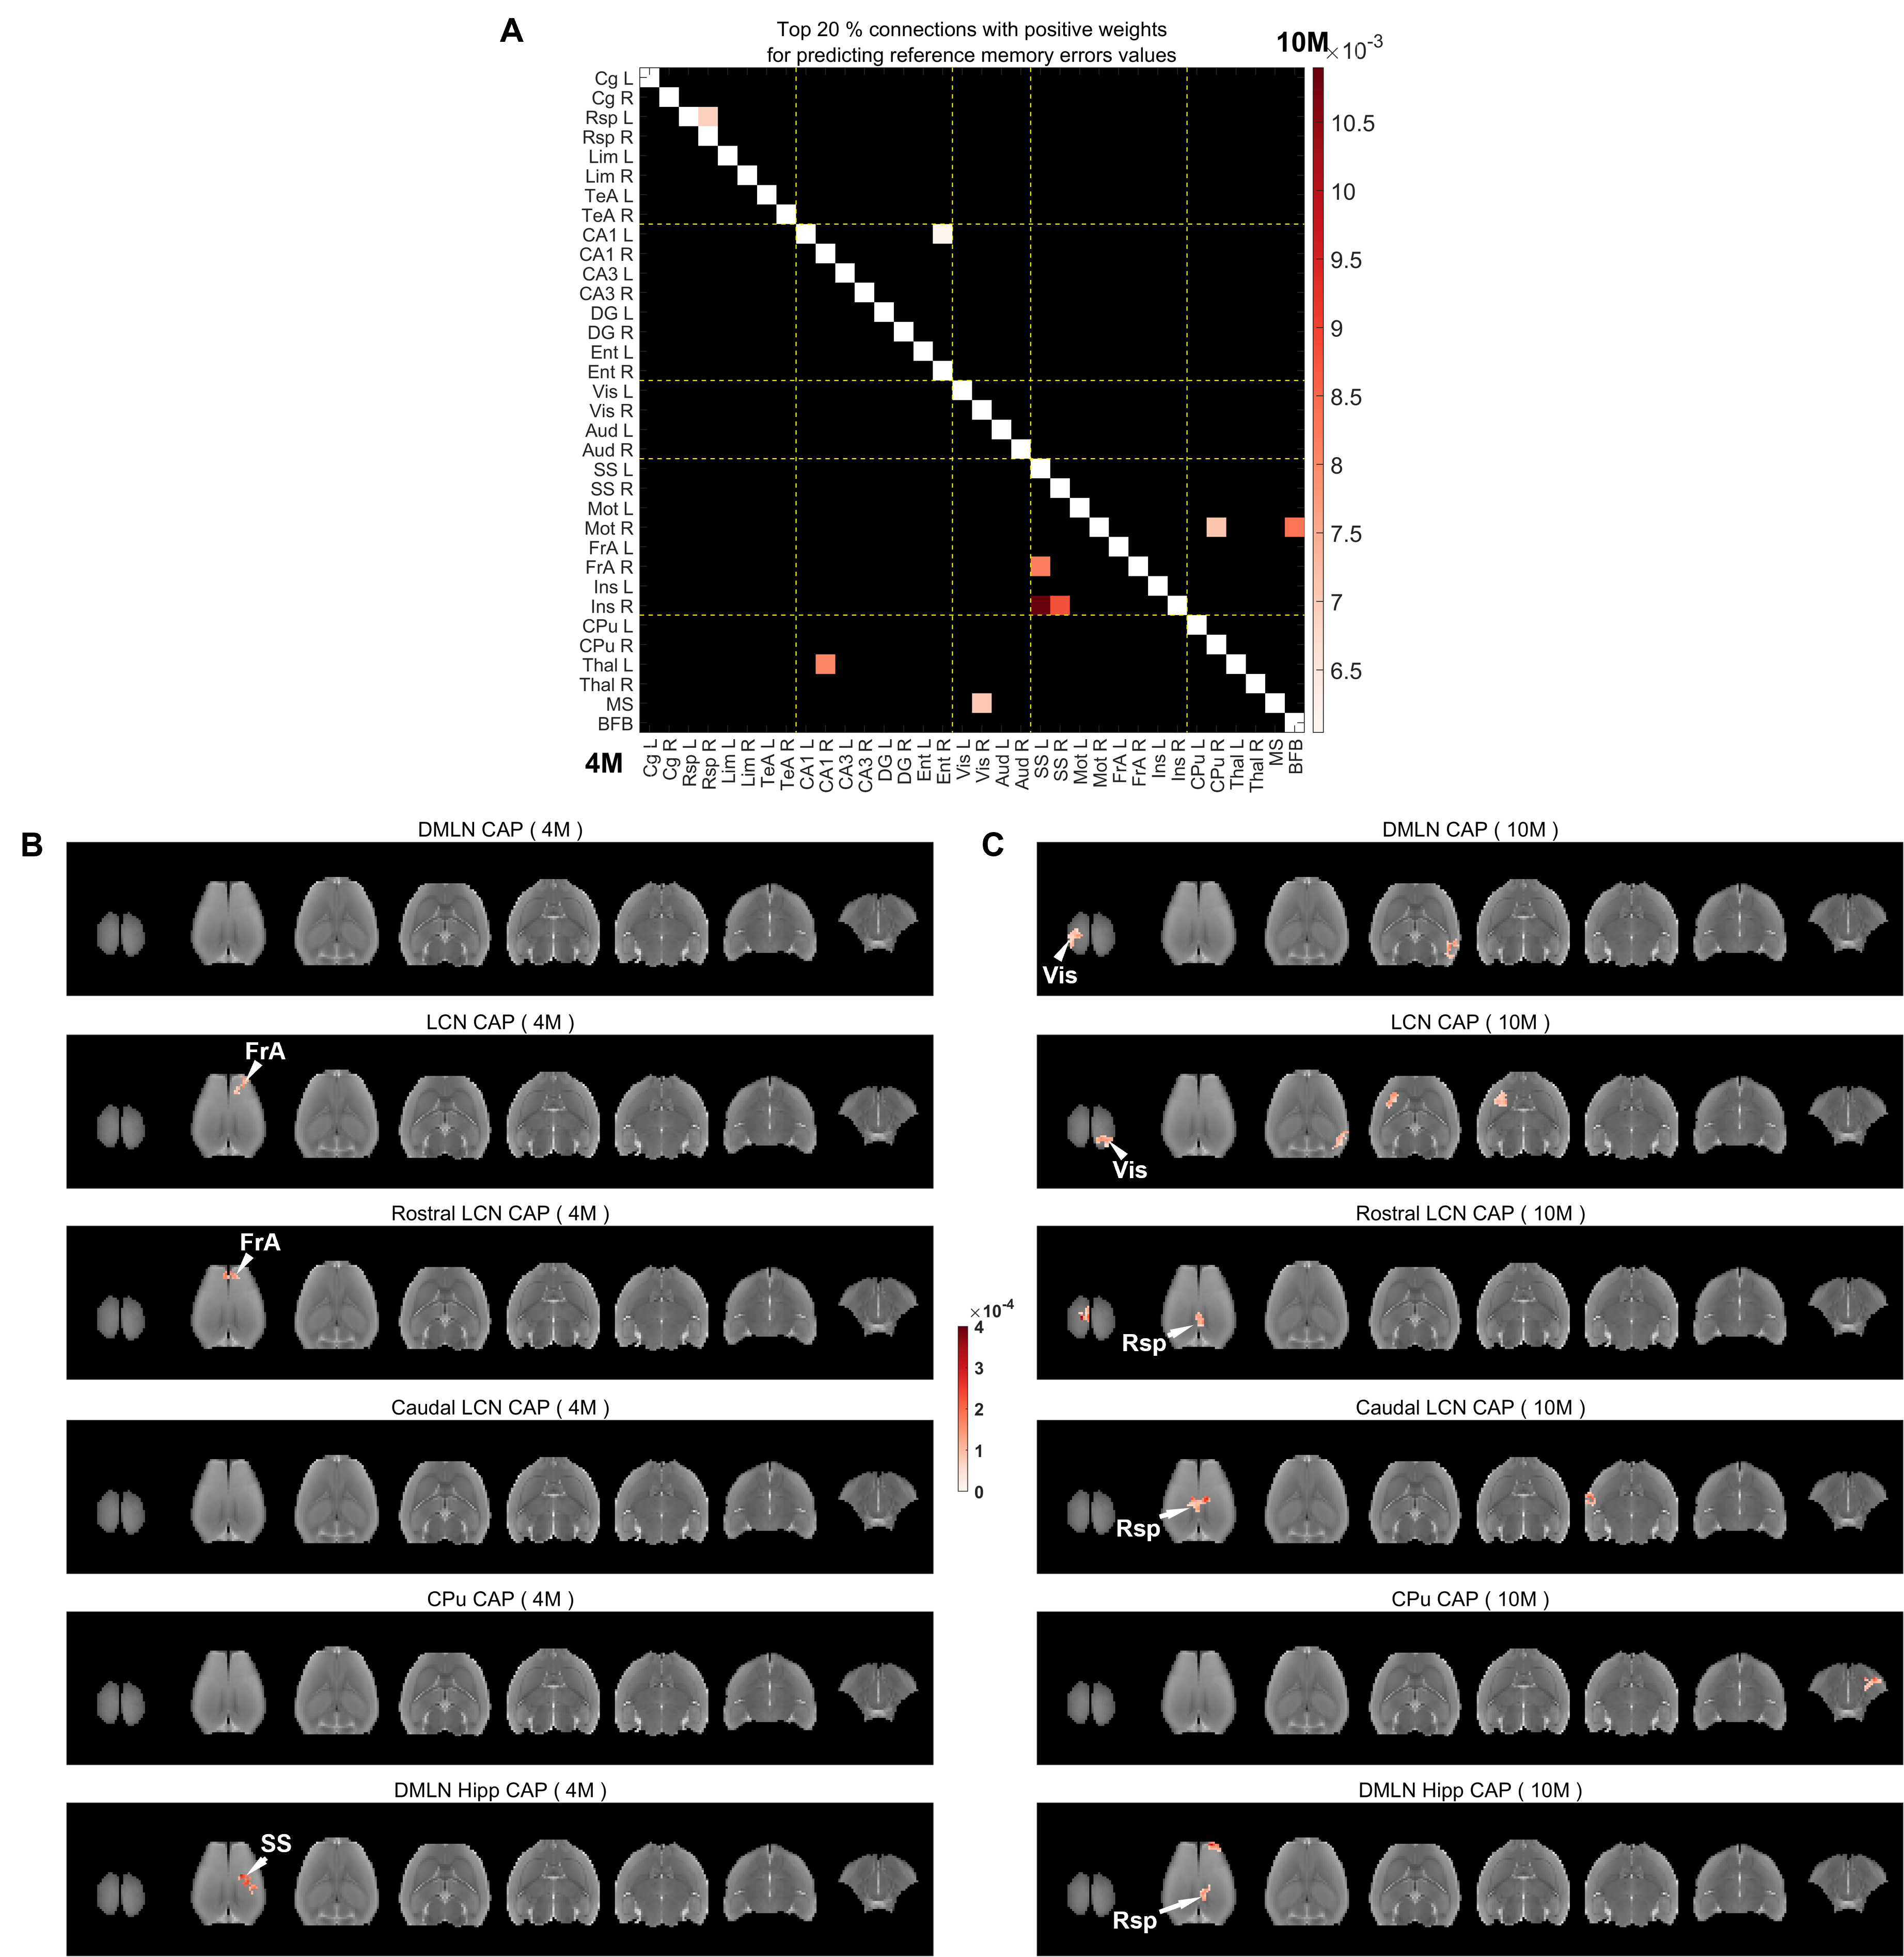 A
Top 20 % connections with positive weights
for predicting reference memory errors values
10M
×10-3
Cg L
Cg R
Rsp L
Rsp R
Lim L
Lim R
TeA L
TeA R
CA1 L
CA1 R
CA3 L
CA3 R
DG L
DG R
Ent L
Ent R
Vis L
Vis R
Aud L
Aud R
SS L
SS R
Mot L
Mot R
FrA L
FrA R
Ins L
Ins R
CPu L
CPu R
Thal L
Thal R
MS
BFB
10.5
10
9.5
9
8.5
8
7.5
7
6.5
4M
Cg L
Cg R
Rsp L
Rsp R
Lim L
Lim R
TeA L
TeA R
CA1 L
CA1 R
CA3 L
CA3 R
DG L
DG R
Ent L
Ent R
Vis L
Vis R
Aud L
Aud R
SS L
SS R
Mot L
Mot R
FrA L
FrA R
Ins L
Ins R
CPu L
CPu R
Thal L
Thal R
MS
BFB
B
DMLN CAP ( 4M )
LCN CAP ( 4M )
FrA
Rostral LCN CAP ( 4M )
FrA
Caudal LCN CAP ( 4M )
CPu CAP ( 4M )
DMLN Hipp CAP ( 4M )
SS
×10-4
4
3
2
1
0
C
DMLN CAP ( 10M )
Vis
LCN CAP ( 10M )
Vis
Rostral LCN CAP ( 10M )
Rsp
Caudal LCN CAP ( 10M )
Rsp
CPu CAP ( 10M )
DMLN Hipp CAP ( 10M )
Rsp